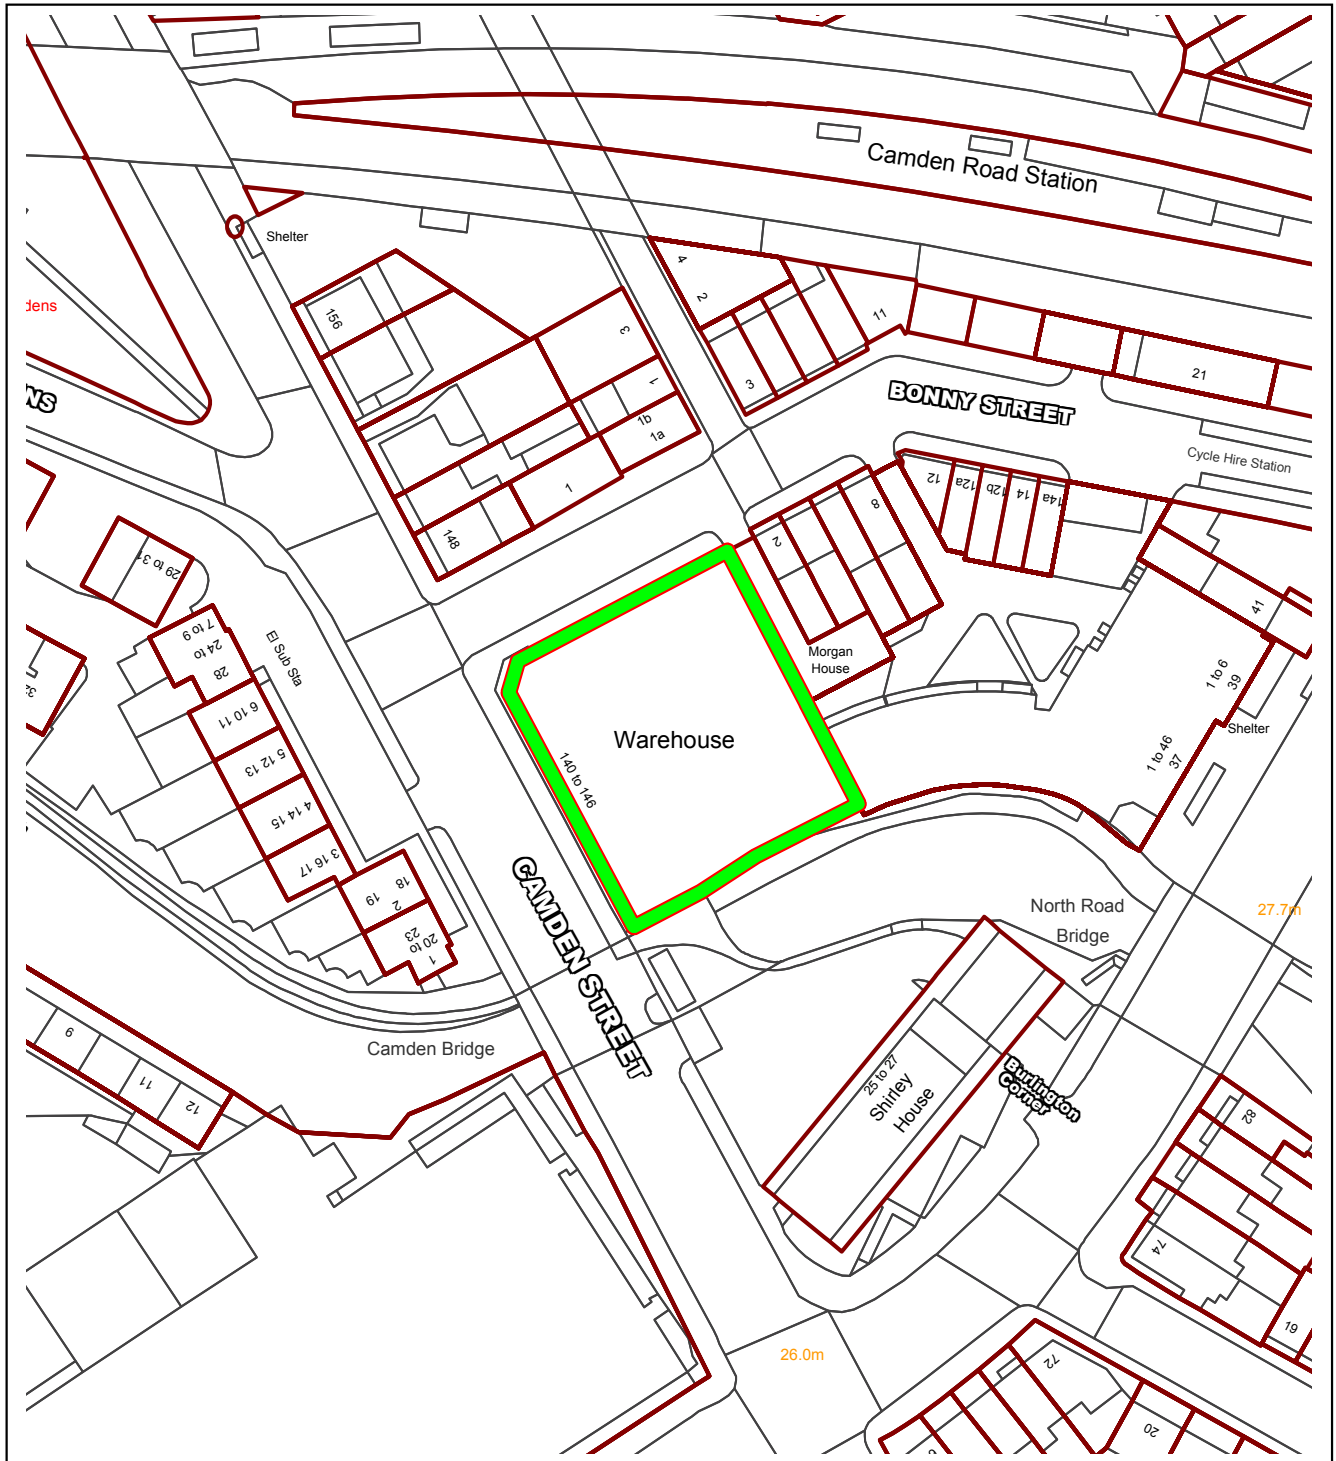 Camden Road Station
Shelter
dens
156
3
1
1b
1a
1
148
4
2
3
11
21
BONNY STREET
Cycle Hire Station
NS
12
12a
12b
14
14a
2
8
29 to 31
7 to 9
24 to
28
El Sub Sta
6 10 11
5 12 13
4 14 15
3 16 17
18
19
2
20 to
23
1
Morgan
House
Warehouse
140 to 146
41
1 to 6
39
Shelter
1 to 46
37
CAMDEN STREET
North Road
Bridge
27.7m
Camden Bridge
9
11
12
25 to 27
Shirley
House
Burlington
Corner
82
74
19
26.0m
72
20